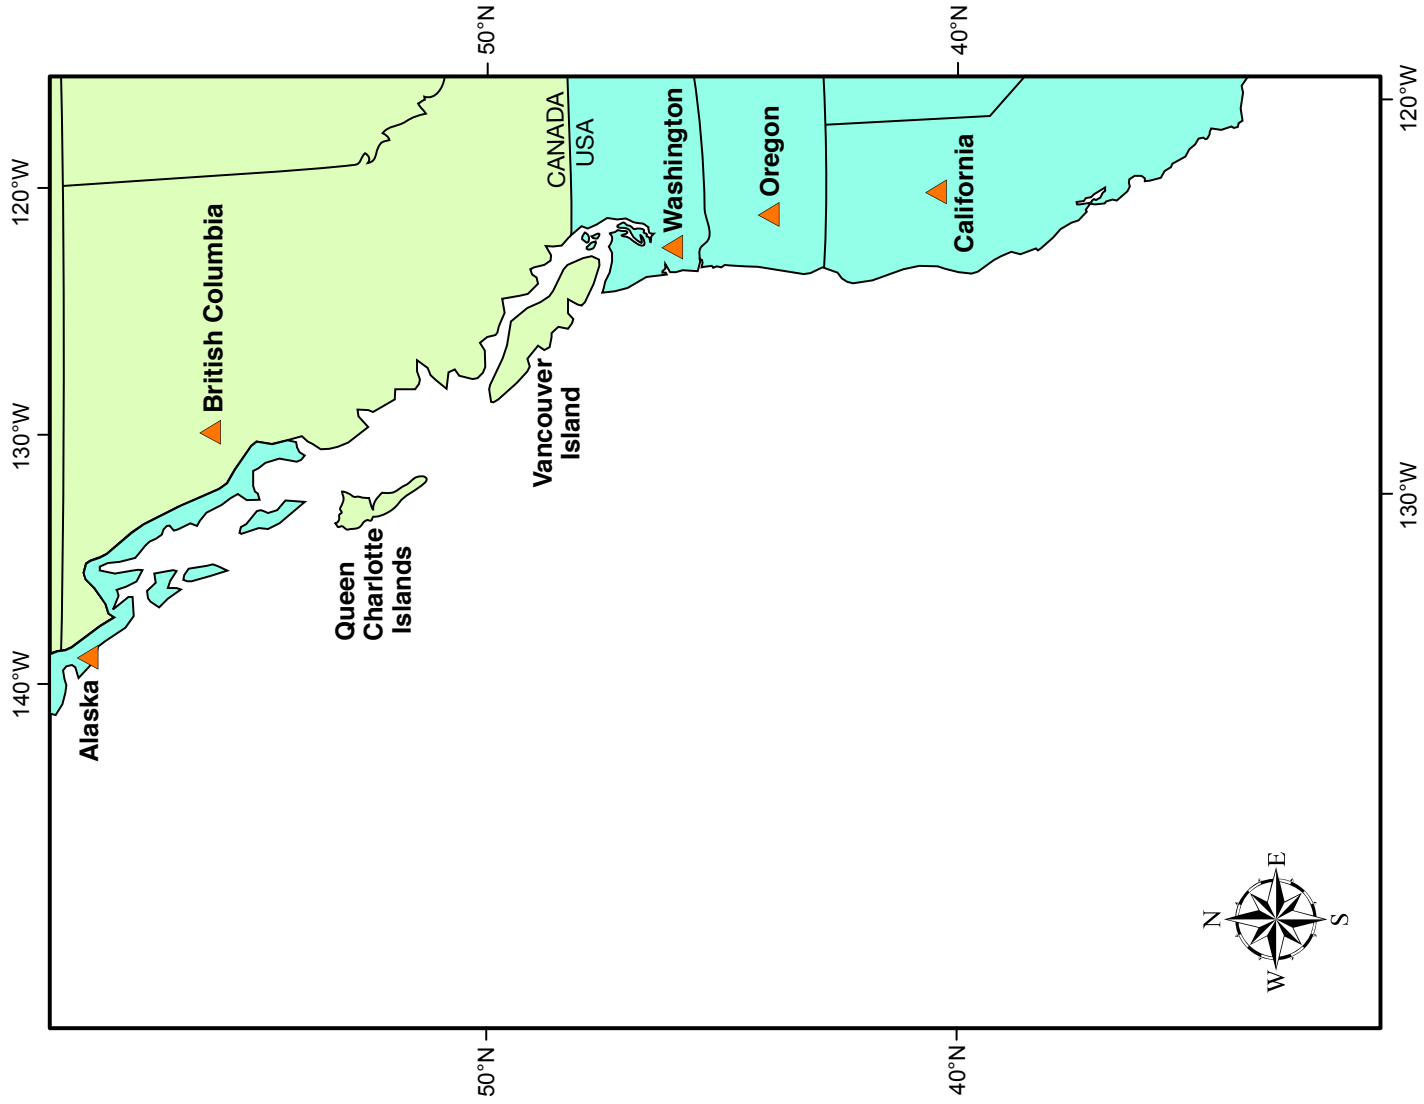 140°W
130°W
120°W
Alaska
British Columbia
Queen
Charlotte
Islands
50°N
50°N
Vancouver
Island
CANADA
USA
Washington
Oregon
California
40°N
40°N
N
W
E
S
130°W
120°W